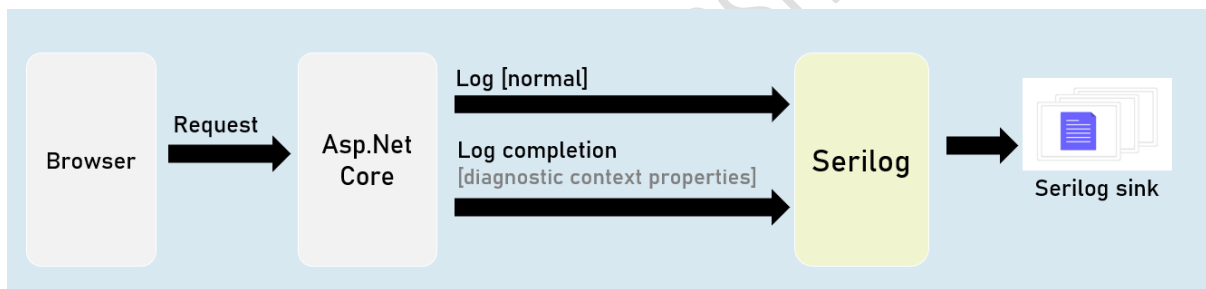 Browser
Request
Asp.Net
Core
Log [normal]
Log completion
[diagnostic context properties]
Serilog
Serilog sink